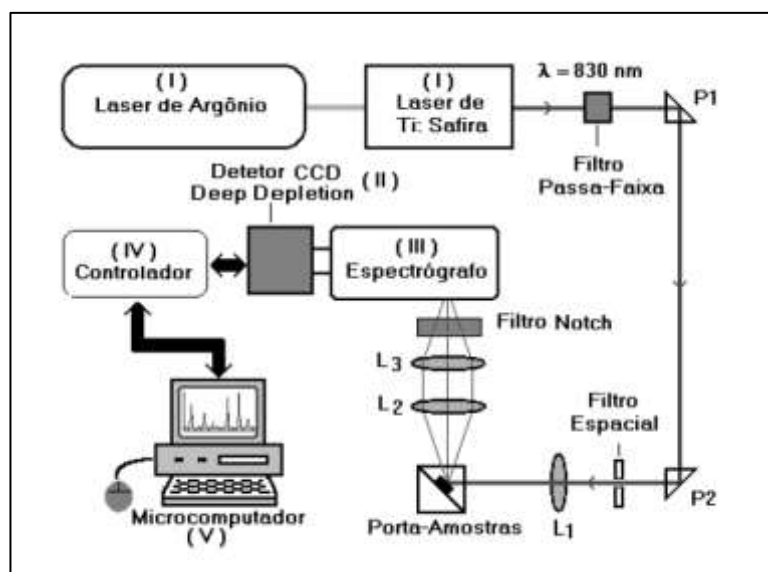 ( I )
Laser de Argônio
( I )
Laser de
Ti: Safira
λ = 830 nm
P1
Filtro
Passa-Faixa
Detetor CCD
Deep Depletion ( II )
( IV )
Controlador
( III )
Espectrógrafo
Filtro Notch
L3
L2
Filtro
Espacial
Porta-Amostras
L1
P2
Microcomputador
( V )